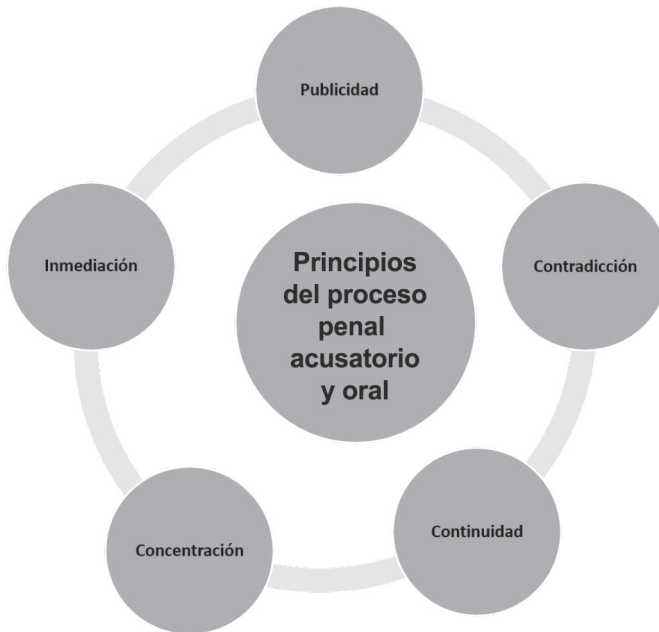 Publicidad
Inmediación
Principios
del proceso
penal
acusatorio
y oral
Contradicción
Concentración
Continuidad